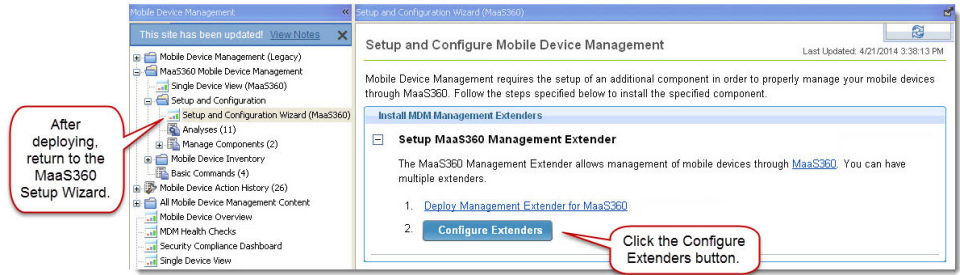 Mobile Device Management
This site has been updated! View Notes
Mobile Device Management (Legacy)
MaaS360 Mobile Device Management
Single Device View (MaaS360)
Setup and Configuration
Setup and Configuration Wizard (MaaS360)
Analyses (11)
Manage Components (2)
Mobile Device Inventory
Basic Commands (4)
Mobile Device Action History (26)
All Mobile Device Management Content
Mobile Device Overview
MDM Health Checks
Security Compliance Dashboard
Single Device View
After
deploying,
return to the
MaaS360
Setup Wizard.
Setup and Configuration Wizard (MaaS360)
Setup and Configure Mobile Device Management
Last Updated: 4/21/2014 3:38:13 PM
Mobile Device Management requires the setup of an additional component in order to properly manage your mobile devices
through MaaS360. Follow the steps specified below to install the specified component.
Install MDM Management Extenders
Setup MaaS360 Management Extender
The MaaS360 Management Extender allows management of mobile devices through MaaS360. You can have
multiple extenders.
1. Deploy Management Extender for MaaS360
2. Configure Extenders
Click the Configure
Extenders button.